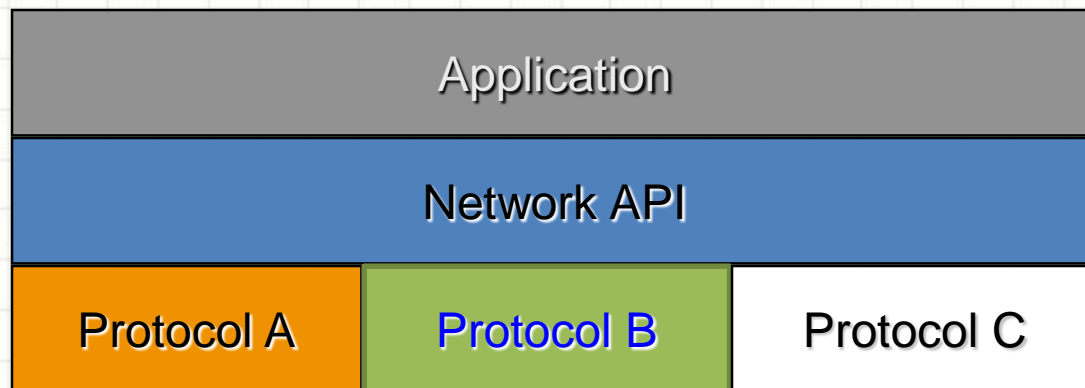 Application
Network API
Protocol A
Protocol B
Protocol C